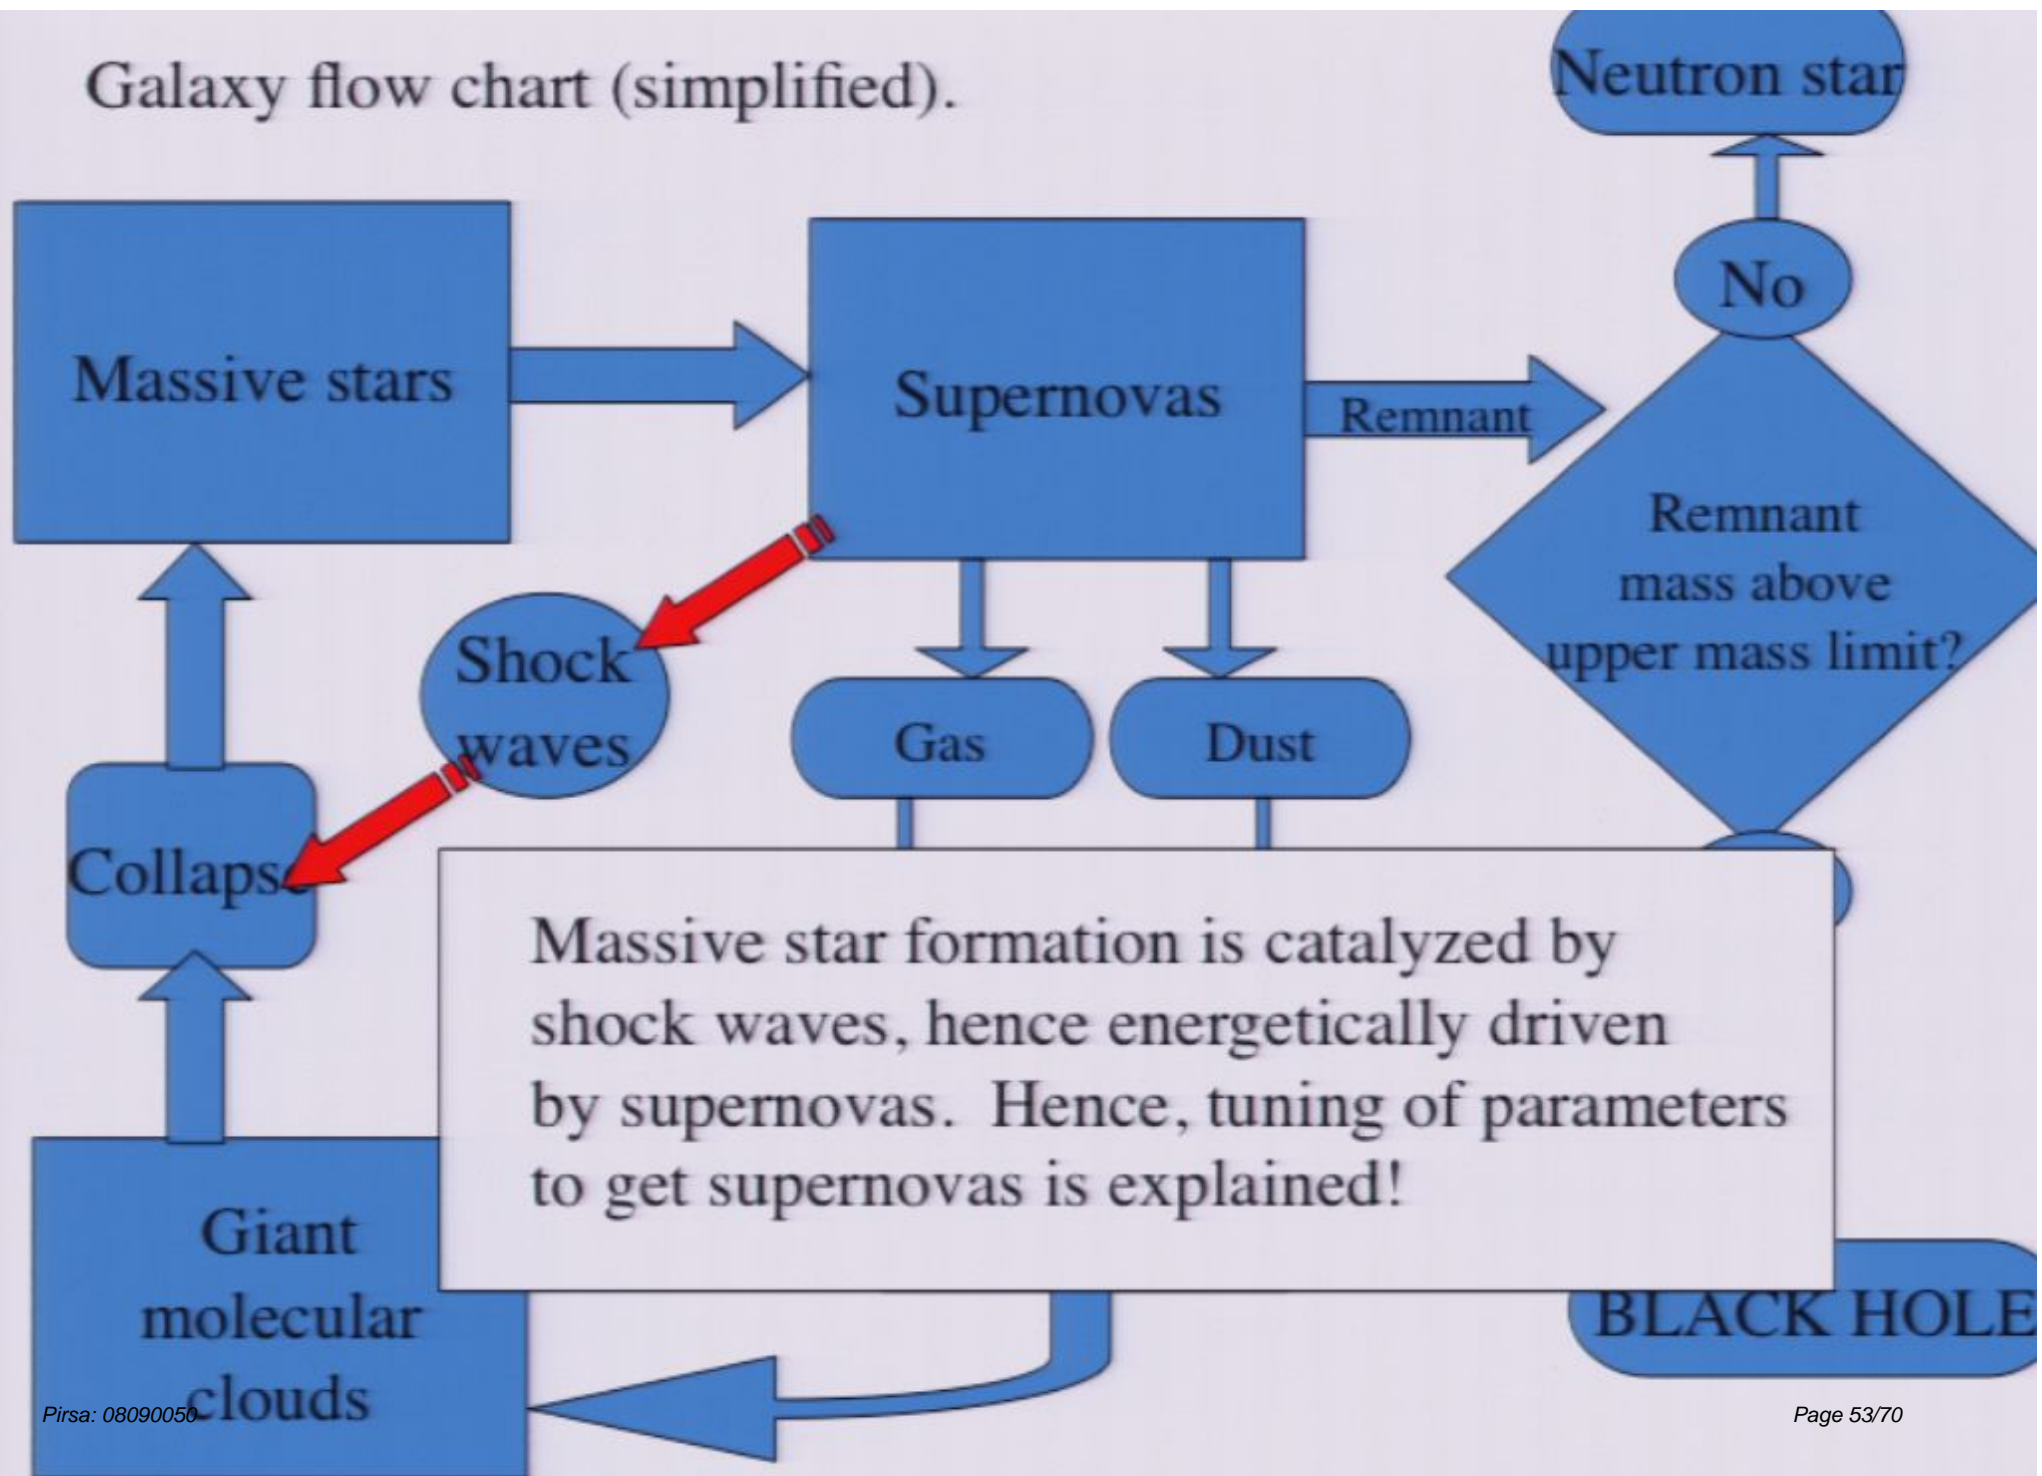 Galaxy flow chart (simplified).
Neutron star
No
Massive stars
Supernovas
Remnant
Remnant
mass above
upper mass limit?
Shock
waves
Gas
Dust
Collapse
Massive star formation is catalyzed by
shock waves, hence energetically driven
by supernovas. Hence, tuning of parameters
to get supernovas is explained!
Giant
molecular
clouds
BLACK HOLE
Pirsa: 08090050
Page 53/70